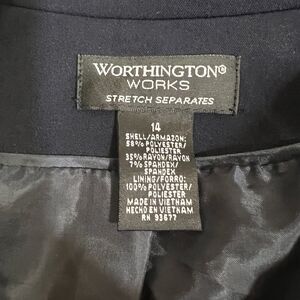 WORTHINGTON®
WORKS
STRETCH SEPARATES
14
SHELL/ARMAZON:
58% POLYESTER/
POLIESTER
35% RAYON/RAYON
7% SPANDEX/
SPANDEX
LINING/FORRO:
100% POLYESTER/
POLIESTER
MADE IN VIETNAM
HECHO EN VIETNAM
RN 93677